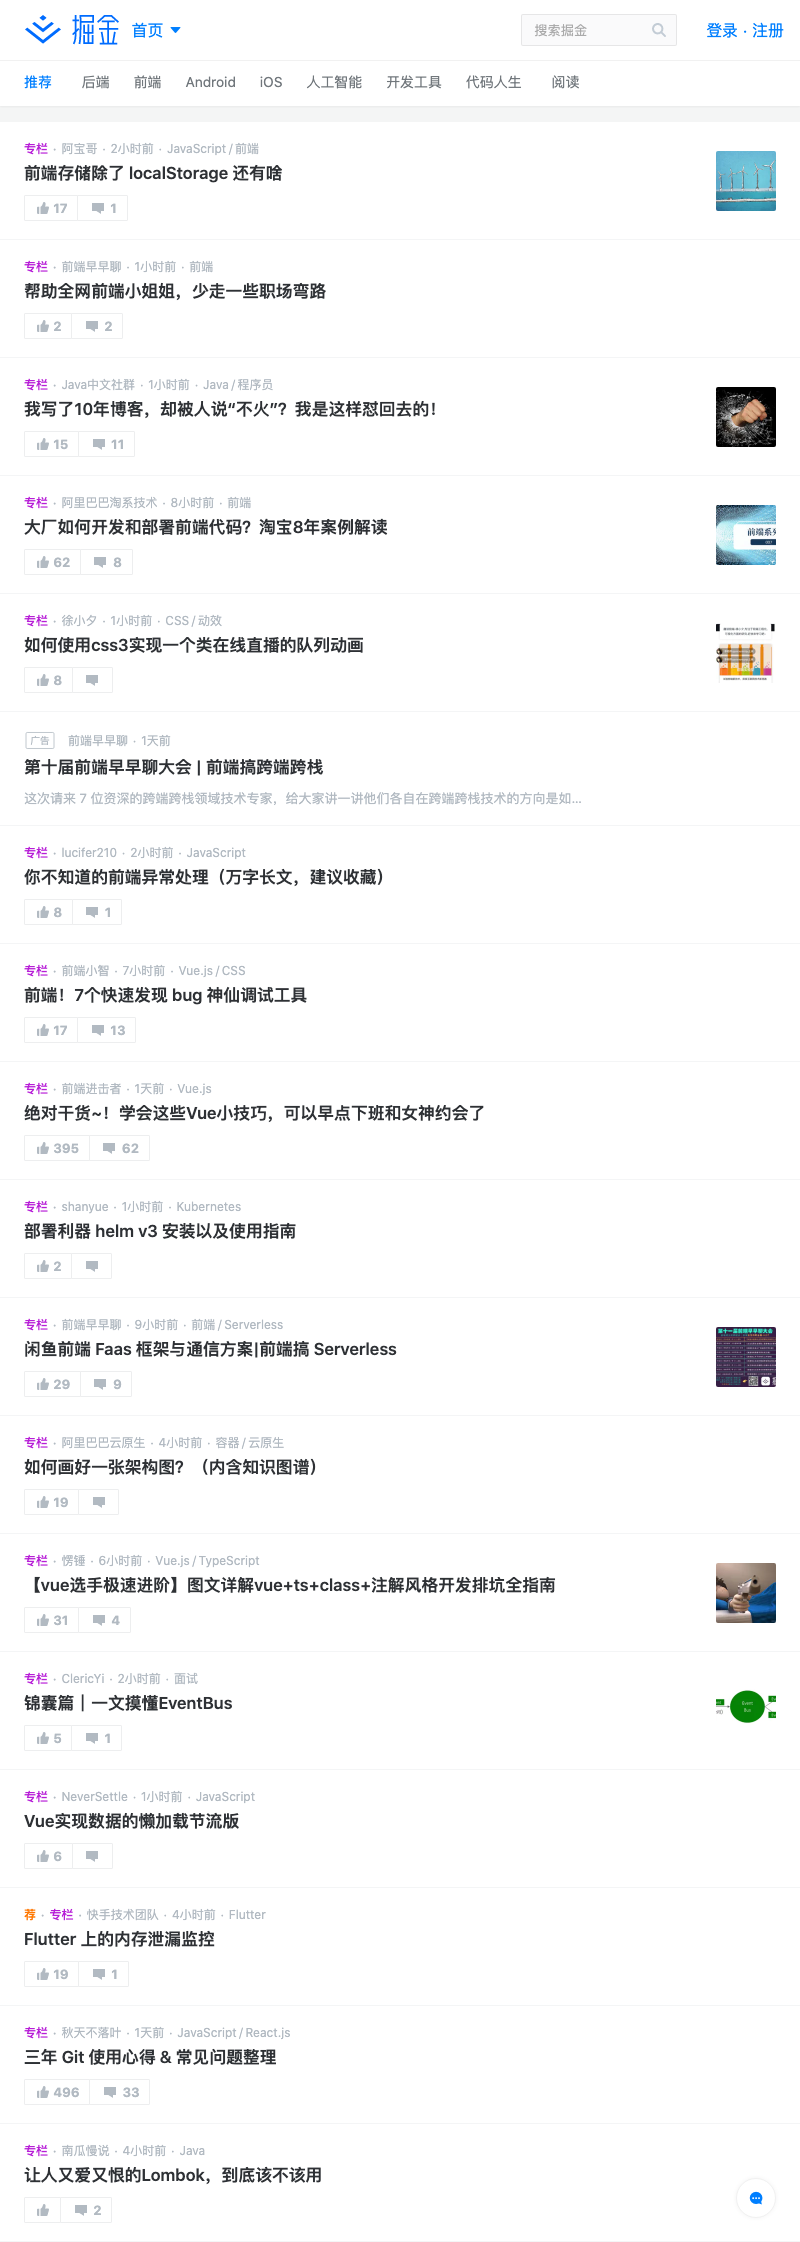 掘金 首页 搜索掘金 登录 · 注册
推荐 后端 前端 Android iOS 人工智能 开发工具 代码人生 阅读
专栏 · 阿宝哥 · 2小时前 · JavaScript / 前端
前端存储除了 localStorage 还有啥
17 1
专栏 · 前端早早聊 · 1小时前 · 前端
帮助全网前端小姐姐，少走一些职场弯路
2 2
专栏 · Java中文社群 · 1小时前 · Java / 程序员
我写了10年博客，却被人说“不火”？我是这样怼回去的！
15 11
专栏 · 阿里巴巴淘系技术 · 8小时前 · 前端
大厂如何开发和部署前端代码？淘宝8年案例解读
前端系列
62 8
专栏 · 徐小夕 · 1小时前 · CSS / 动效
如何使用css3实现一个类在线直播的队列动画
8
广告 前端早早聊 · 1天前
第十届前端早早聊大会 | 前端搞跨端跨栈
这次请来 7 位资深的跨端跨栈领域技术专家，给大家讲一讲他们各自在跨端跨栈技术的方向是如...
专栏 · lucifer210 · 2小时前 · JavaScript
你不知道的前端异常处理（万字长文，建议收藏）
8 1
专栏 · 前端小智 · 7小时前 · Vue.js / CSS
前端！7个快速发现 bug 神仙调试工具
17 13
专栏 · 前端进击者 · 1天前 · Vue.js
绝对干货~！学会这些Vue小技巧，可以早点下班和女神约会了
395 62
专栏 · shanyue · 1小时前 · Kubernetes
部署利器 helm v3 安装以及使用指南
2
专栏 · 前端早早聊 · 9小时前 · 前端 / Serverless
闲鱼前端 Faas 框架与通信方案|前端搞 Serverless
第十一届前端早早聊大会
29 9
专栏 · 阿里巴巴云原生 · 4小时前 · 容器 / 云原生
如何画好一张架构图？（内含知识图谱）
19
专栏 · 愣锤 · 6小时前 · Vue.js / TypeScript
【vue选手极速进阶】图文详解vue+ts+class+注解风格开发排坑全指南
31 4
专栏 · ClericYi · 2小时前 · 面试
锦囊篇｜一文摸懂EventBus
Event
Bus
5 1
专栏 · NeverSettle · 1小时前 · JavaScript
Vue实现数据的懒加载节流版
6
荐 · 专栏 · 快手技术团队 · 4小时前 · Flutter
Flutter 上的内存泄漏监控
19 1
专栏 · 秋天不落叶 · 1天前 · JavaScript / React.js
三年 Git 使用心得 & 常见问题整理
496 33
专栏 · 南瓜慢说 · 4小时前 · Java
让人又爱又恨的Lombok，到底该不该用
2